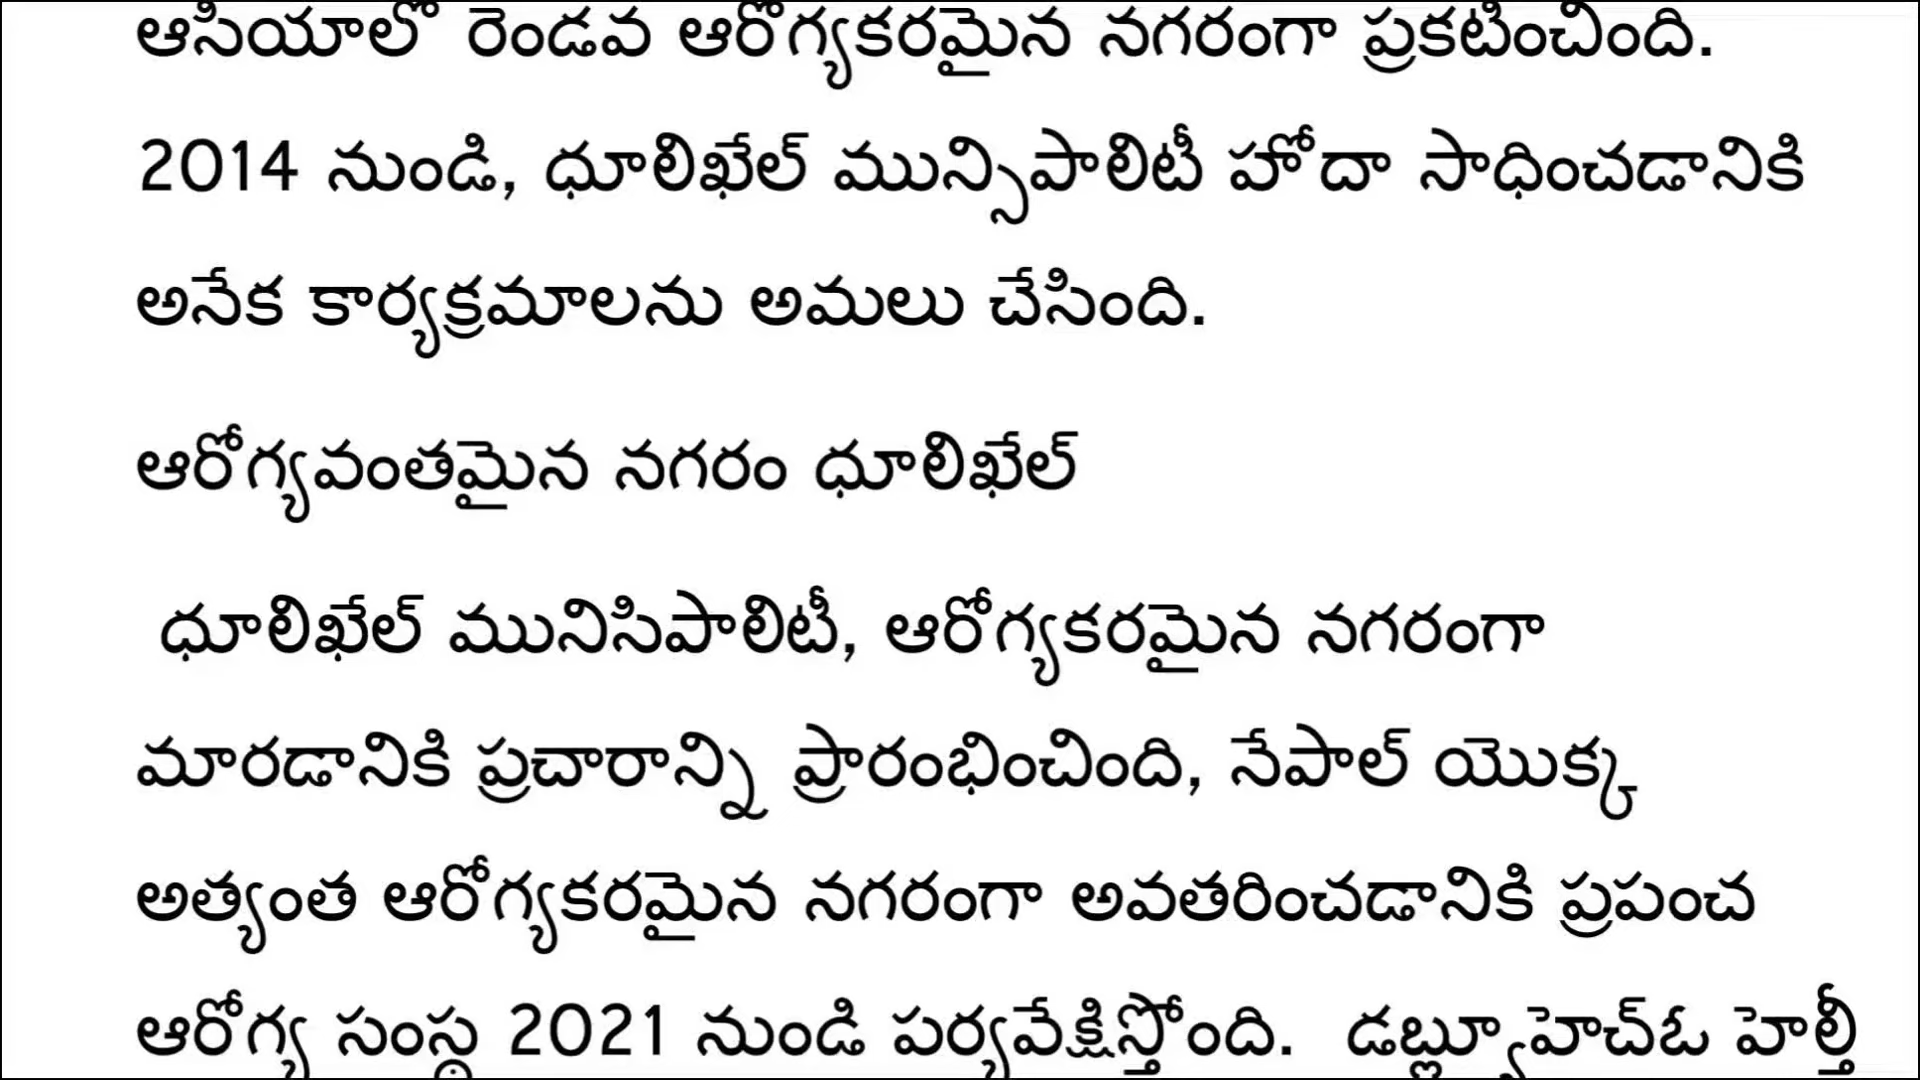 ఆసియాలో రెండవ ఆరోగ్యకరమైన నగరంగా ప్రకటించింది.
2014 నుండి, ధూలిఖేల్ మున్సిపాలిటీ హోదా సాధించడానికి
అనేక కార్యక్రమాలను అమలు చేసింది.
ఆరోగ్యవంతమైన నగరం ధూలిఖేల్
ధూలిఖేల్ మునిసిపాలిటీ, ఆరోగ్యకరమైన నగరంగా
మారడానికి ప్రచారాన్ని ప్రారంభించింది, నేపాల్ యొక్క
అత్యంత ఆరోగ్యకరమైన నగరంగా అవతరించడానికి ప్రపంచ
ఆరోగ్య సంస్థ 2021 నుండి పర్యవేక్షిస్తోంది. డబ్ల్యూహెచ్ఓ హెల్తీ